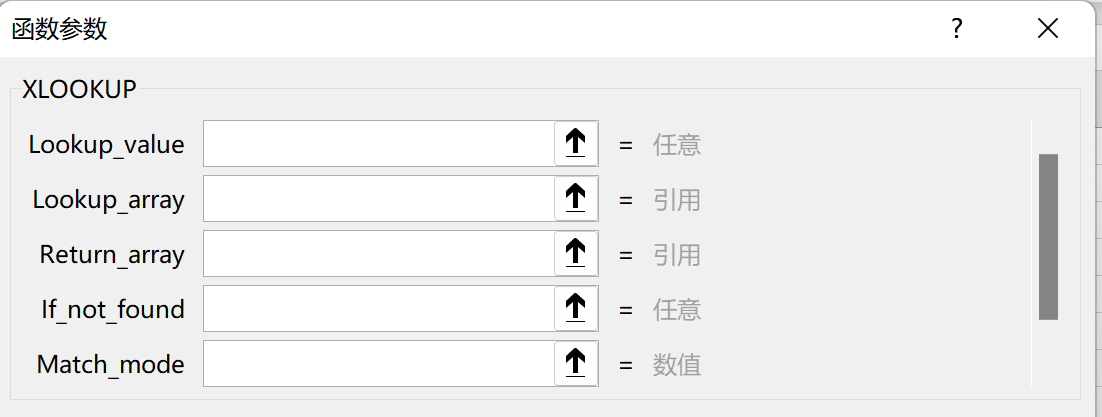 函数参数 ?
XLOOKUP
Lookup_value = 任意
Lookup_array = 引用
Return_array = 引用
If_not_found = 任意
Match_mode = 数值